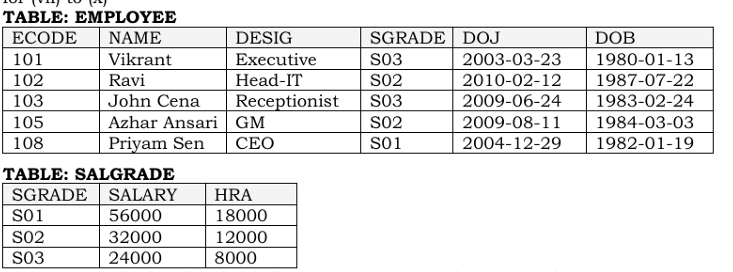 for (vii) to (x)
TABLE: EMPLOYEE
ECODE NAME DESIG SGRADE DOJ DOB
101 Vikrant Executive S03 2003-03-23 1980-01-13
102 Ravi Head-IT S02 2010-02-12 1987-07-22
103 John Cena Receptionist S03 2009-06-24 1983-02-24
105 Azhar Ansari GM S02 2009-08-11 1984-03-03
108 Priyam Sen CEO S01 2004-12-29 1982-01-19
TABLE: SALGRADE
SGRADE SALARY HRA
S01 56000 18000
S02 32000 12000
S03 24000 8000